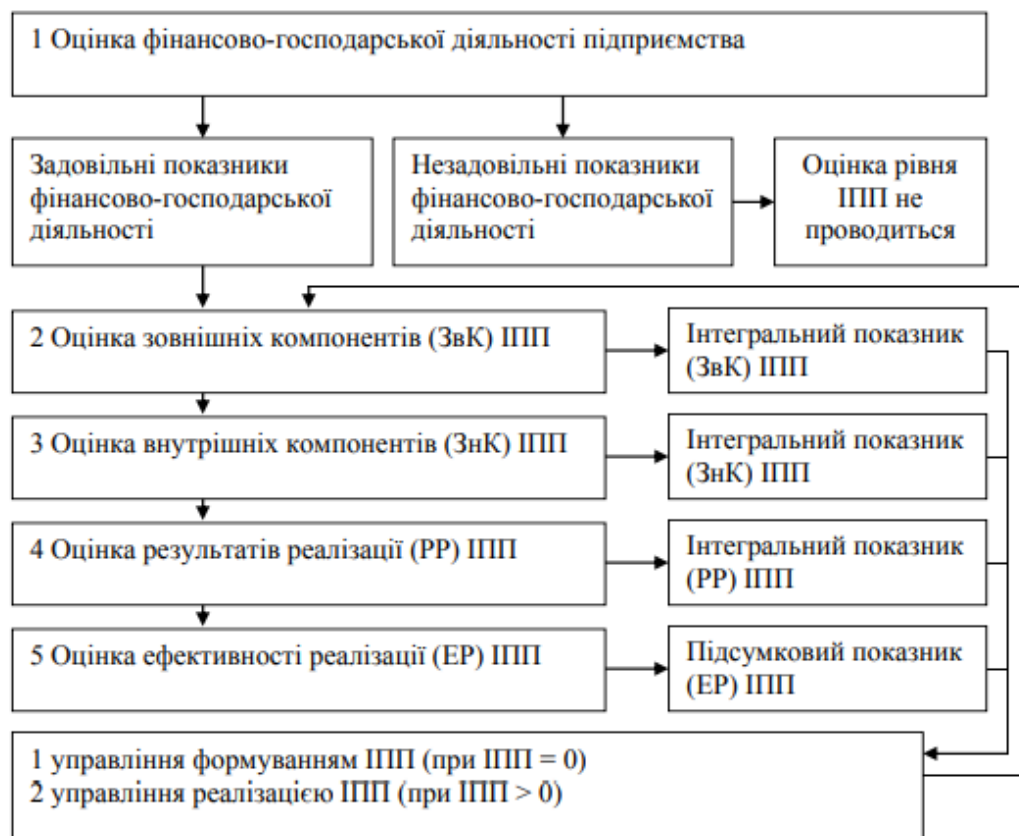 1 Оцінка фінансово-господарської діяльності підприємства
Задовільні показники
фінансово-господарської
діяльності
Незадовільні показники
фінансово-господарської
діяльності
Оцінка рівня
ІПП не
проводиться
2 Оцінка зовнішніх компонентів (ЗвК) ІПП
Інтегральний показник
(ЗвК) ІПП
3 Оцінка внутрішніх компонентів (ЗнК) ІПП
Інтегральний показник
(ЗнК) ІПП
4 Оцінка результатів реалізації (РР) ІПП
Інтегральний показник
(РР) ІПП
5 Оцінка ефективності реалізації (ЕР) ІПП
Підсумковий показник
(ЕР) ІПП
1 управління формуванням ІПП (при ІПП = 0)
2 управління реалізацією ІПП (при ІПП > 0)